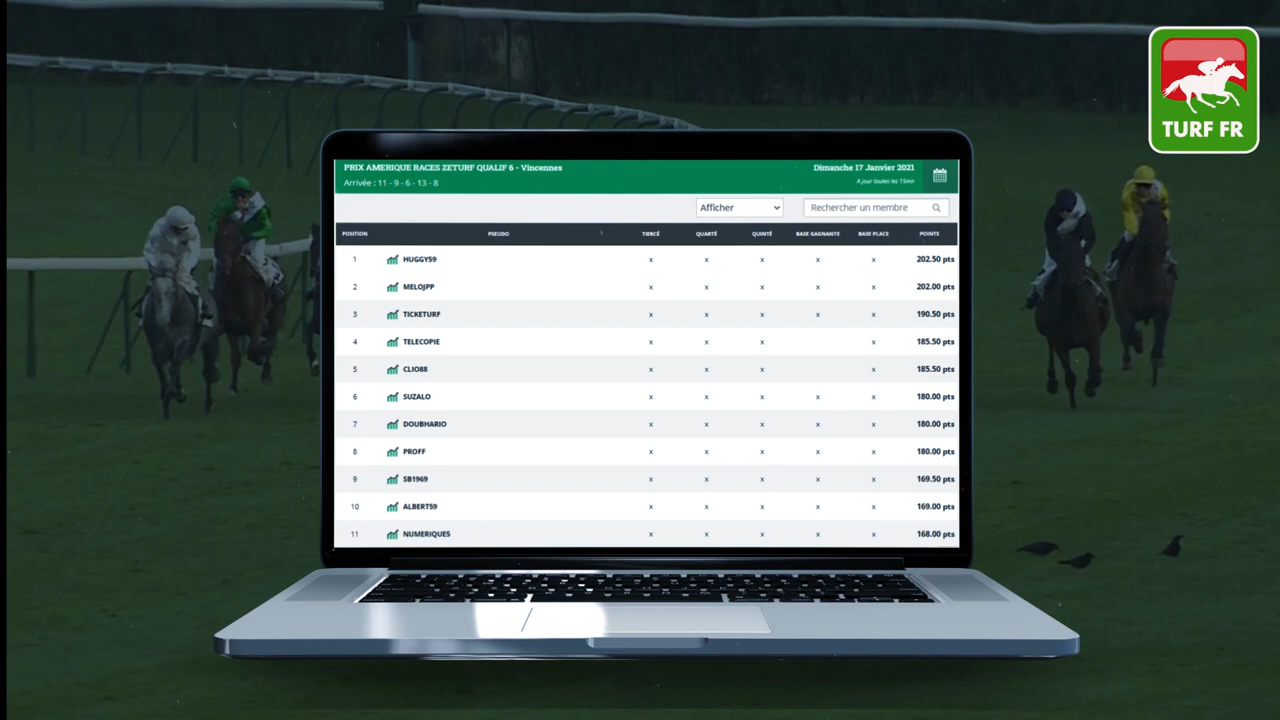 TURF FR
PRIX AMERIQUE RACES ZETURF QUALIF 6 - Vincennes
Dimanche 17 Janvier 2021
Arrivée : 11 - 9 - 6 - 13 - 8
A jour toutes les 15mn
Afficher
Rechercher un membre
POSITION PSEUDO TIERCÉ QUARTÉ QUINTÉ BASE GAGNANTE BASE PLACE POINTS
1 HUGGY59 x x x x x 202.50 pts
2 MELOJPP x x x x x 202.00 pts
3 TICKETURF x x x x x 190.50 pts
4 TELECOPIE x x x x 185.50 pts
5 CLIO88 x x x x 185.50 pts
6 SUZALO x x x x x 180.00 pts
7 DOUBHARIO x x x x x 180.00 pts
8 PROFF x x x x x 180.00 pts
9 SB1969 x x x x x 169.50 pts
10 ALBERT59 x x x x x 169.00 pts
11 NUMERIQUE5 x x x x x 168.00 pts